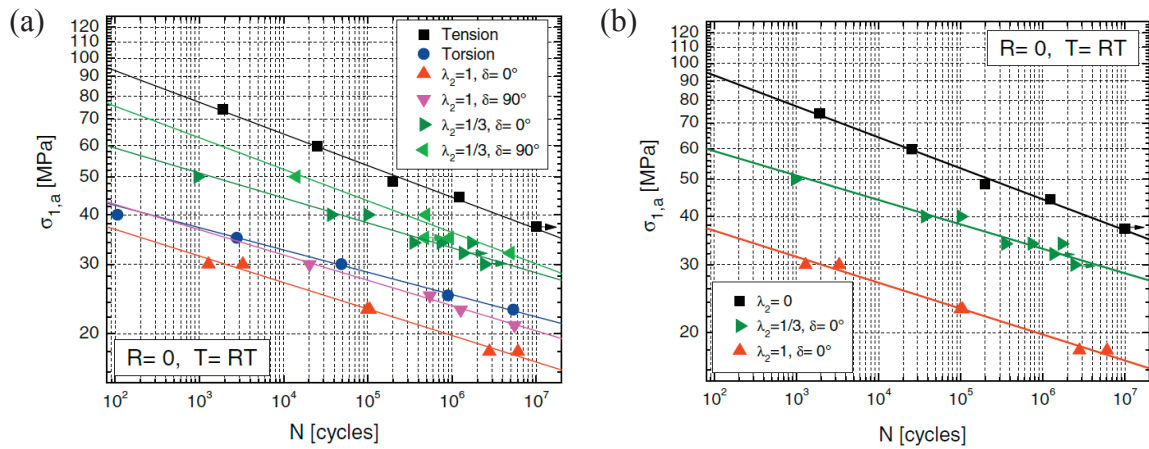 (a)
120
110
100
90
80
70
60
50
40
30
20
σ1,a [MPa]
Tension
Torsion
λ2=1, δ= 0°
λ2=1, δ= 90°
λ2=1/3, δ= 0°
λ2=1/3, δ= 90°
R= 0, T= RT
10^2 10^3 10^4 10^5 10^6 10^7
N [cycles]
(b)
120
110
100
90
80
70
60
50
40
30
20
σ1,a [MPa]
R= 0, T= RT
λ2= 0
λ2=1/3, δ= 0°
λ2=1, δ= 0°
10^2 10^3 10^4 10^5 10^6 10^7
N [cycles]